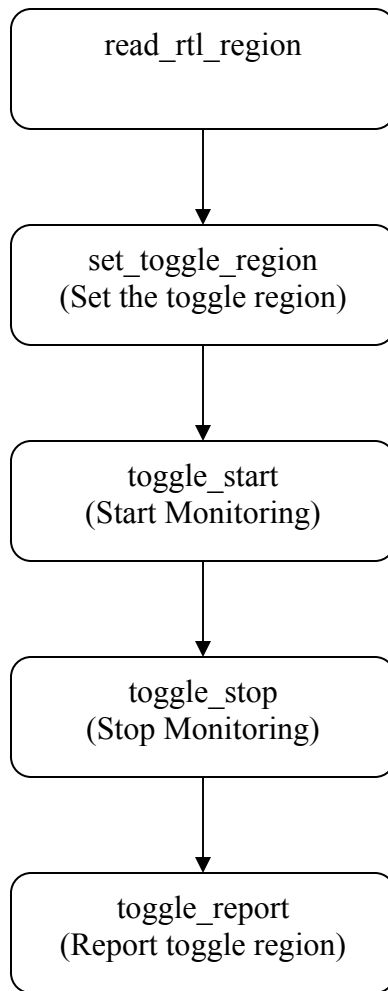 read_rtl_region
set_toggle_region
(Set the toggle region)
toggle_start
(Start Monitoring)
toggle_stop
(Stop Monitoring)
toggle_report
(Report toggle region)